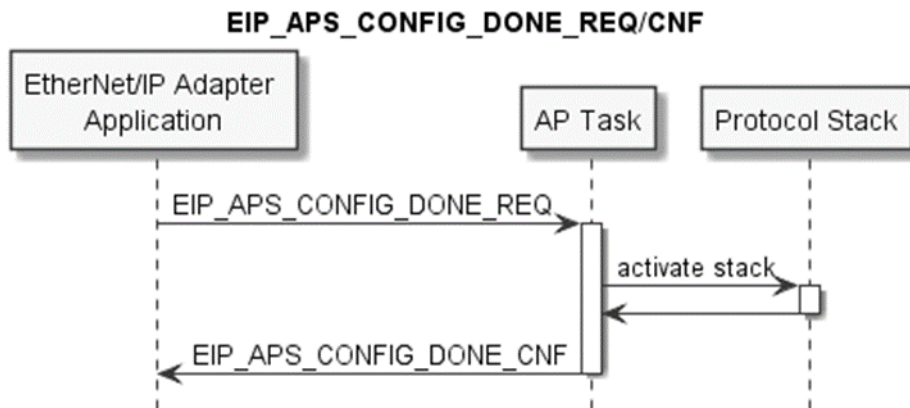 EIP_APS_CONFIG_DONE_REQ/CNF
EtherNet/IP Adapter
Application
AP Task
Protocol Stack
EIP_APS_CONFIG_DONE_REQ
activate stack
EIP_APS_CONFIG_DONE_CNF